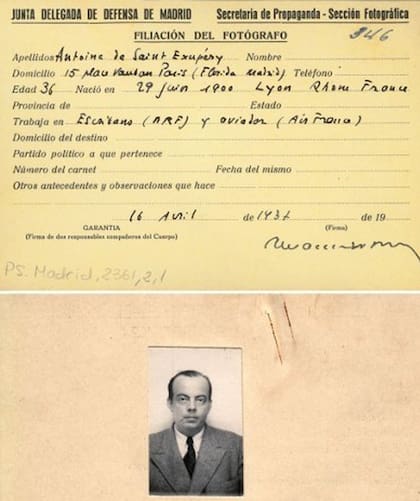 JUNTA DELEGADA DE DEFENSA DE MADRID Secretaria de Propaganda - Sección Fotográfica
FILIACIÓN DEL FOTÓGRAFO 346
Apellidos Antoine de Saint Exupéry Nombre
Domicilio 15 Place Vauban Paris (Florida Madrid) Teléfono
Edad 36 Nació en 29 juin 1900 Lyon Rhone France
Provincia de Estado
Trabaja en Escribano (ARF) y aviador (Air France)
Domicilio del destino
Partido político a que pertenece
Número del carnet Fecha del mismo
Otros antecedentes y observaciones que hace
16 Avril de 1937 de 19
GARANTIA (Firma)
(Firma de dos responsables compañeros del Cuerpo)
PS. Madrid, 2361, 2, 1